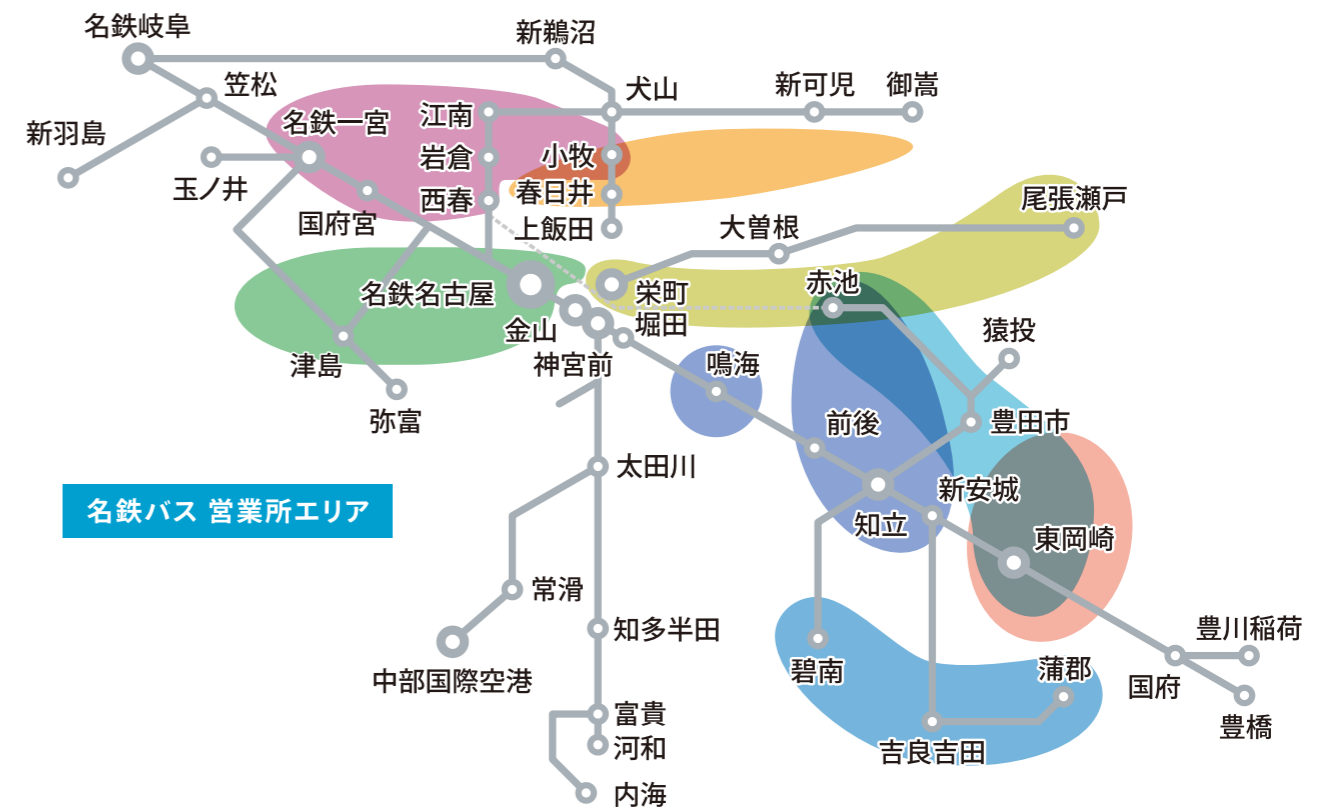 名鉄岐阜
新鵜沼
笠松
犬山
新可児
御嵩
新羽島
名鉄一宮
江南
岩倉
小牧
玉ノ井
西春
春日井
国府宮
上飯田
大曽根
尾張瀬戸
名鉄名古屋
栄町
赤池
金山
堀田
猿投
津島
神宮前
鳴海
弥富
前後
豊田市
太田川
新安城
名鉄バス 営業所エリア
知立
東岡崎
常滑
知多半田
豊川稲荷
中部国際空港
碧南
蒲郡
国府
富貴
豊橋
河和
吉良吉田
内海